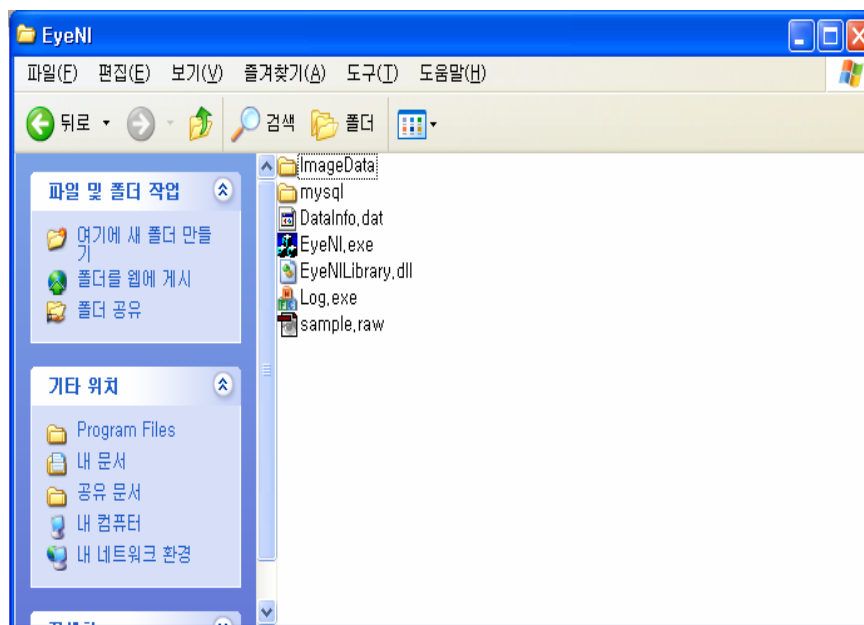 EyeNI
파일(F) 편집(E) 보기(V) 즐겨찾기(A) 도구(T) 도움말(H)
뒤로 검색 폴더
파일 및 폴더 작업
여기에 새 폴더 만들
기
폴더를 웹에 게시
폴더 공유
기타 위치
Program Files
내 문서
공유 문서
내 컴퓨터
내 네트워크 환경
ImageData
mysql
DataInfo.dat
EyeNI.exe
EyeNILibrary.dll
Log.exe
sample.raw